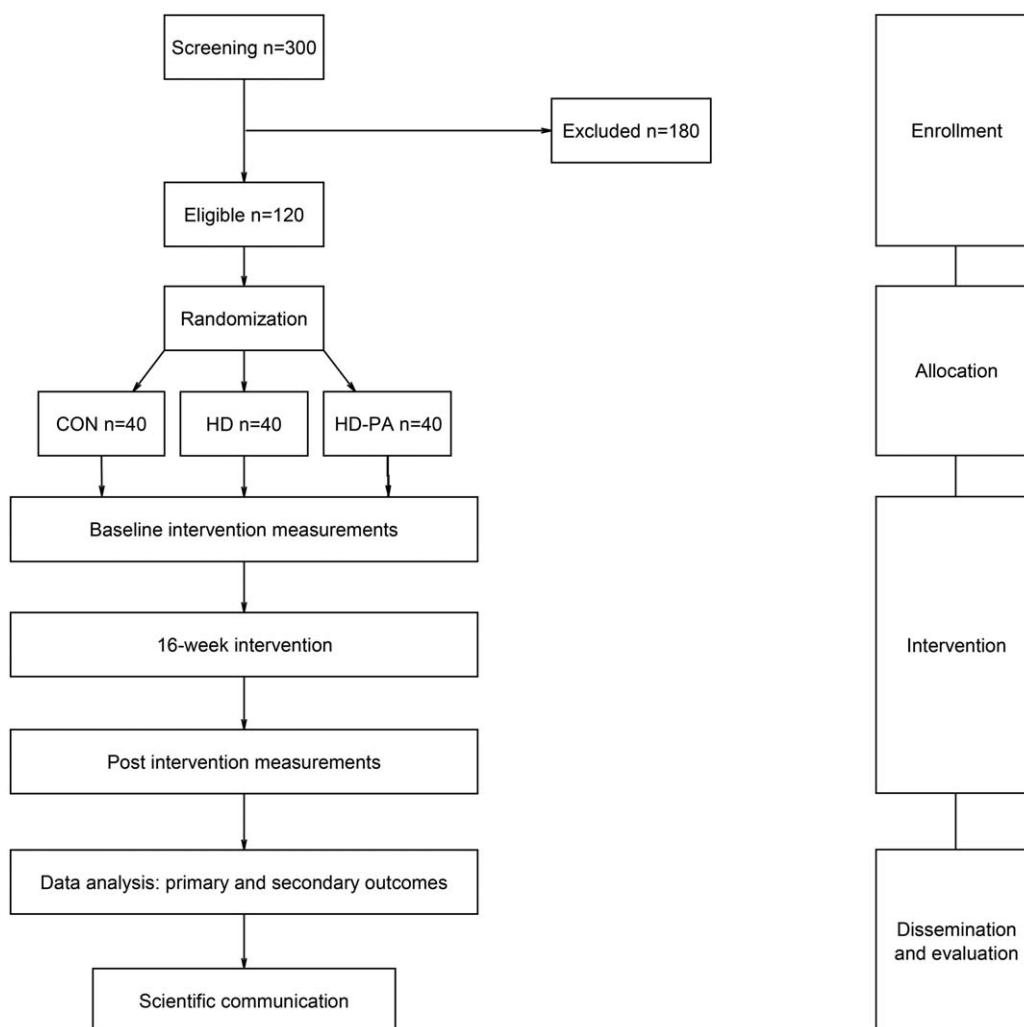 Screening n=300
Excluded n=180
Enrollment
Eligible n=120
Randomization
Allocation
CON n=40
HD n=40
HD-PA n=40
Baseline intervention measurements
16-week intervention
Intervention
Post intervention measurements
Data analysis: primary and secondary outcomes
Dissemination
and evaluation
Scientific communication